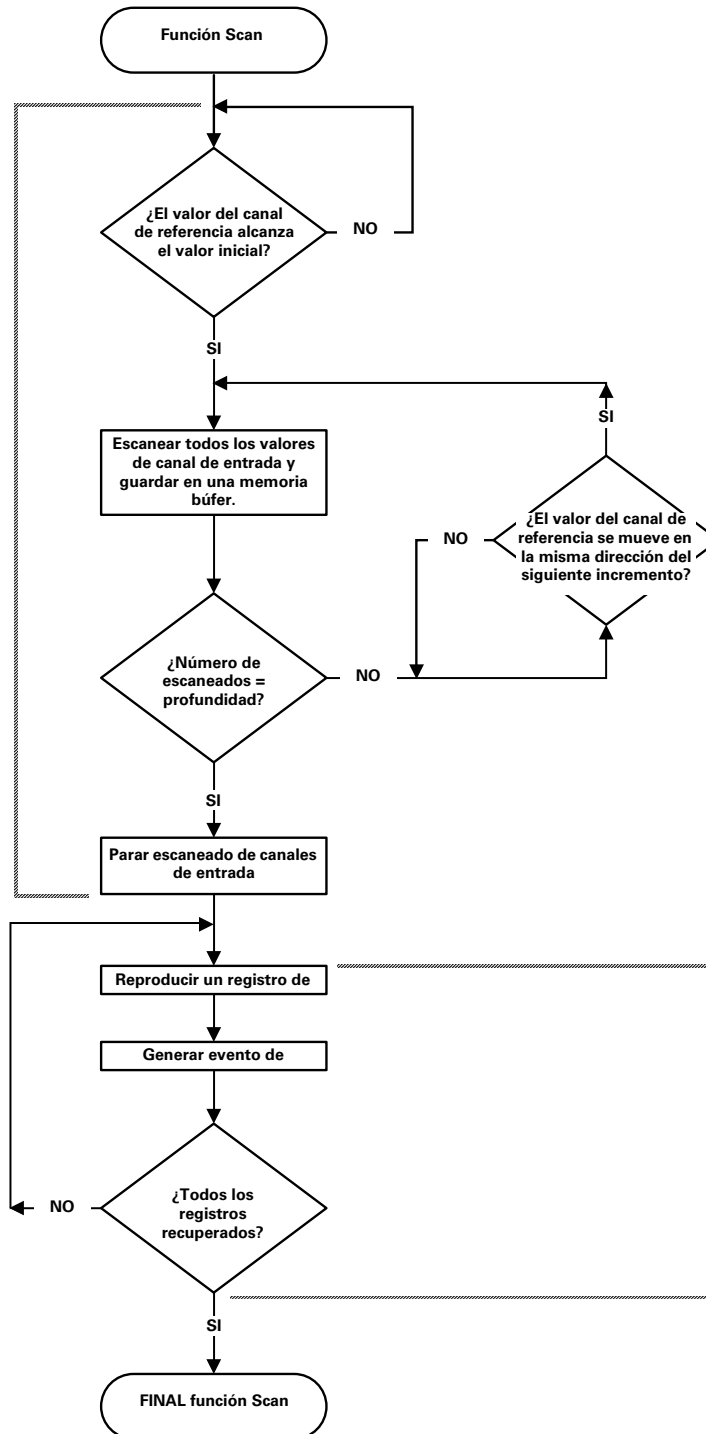 Función Scan
¿El valor del canal
de referencia alcanza
el valor inicial?
NO
SI
Escanear todos los valores
de canal de entrada y
guardar en una memoria
búfer.
SI
¿El valor del canal de
referencia se mueve en
la misma dirección del
siguiente incremento?
NO
¿Número de
escaneados =
profundidad?
NO
SI
Parar escaneado de canales
de entrada
Reproducir un registro de
Generar evento de
¿Todos los
registros
recuperados?
NO
SI
FINAL función Scan